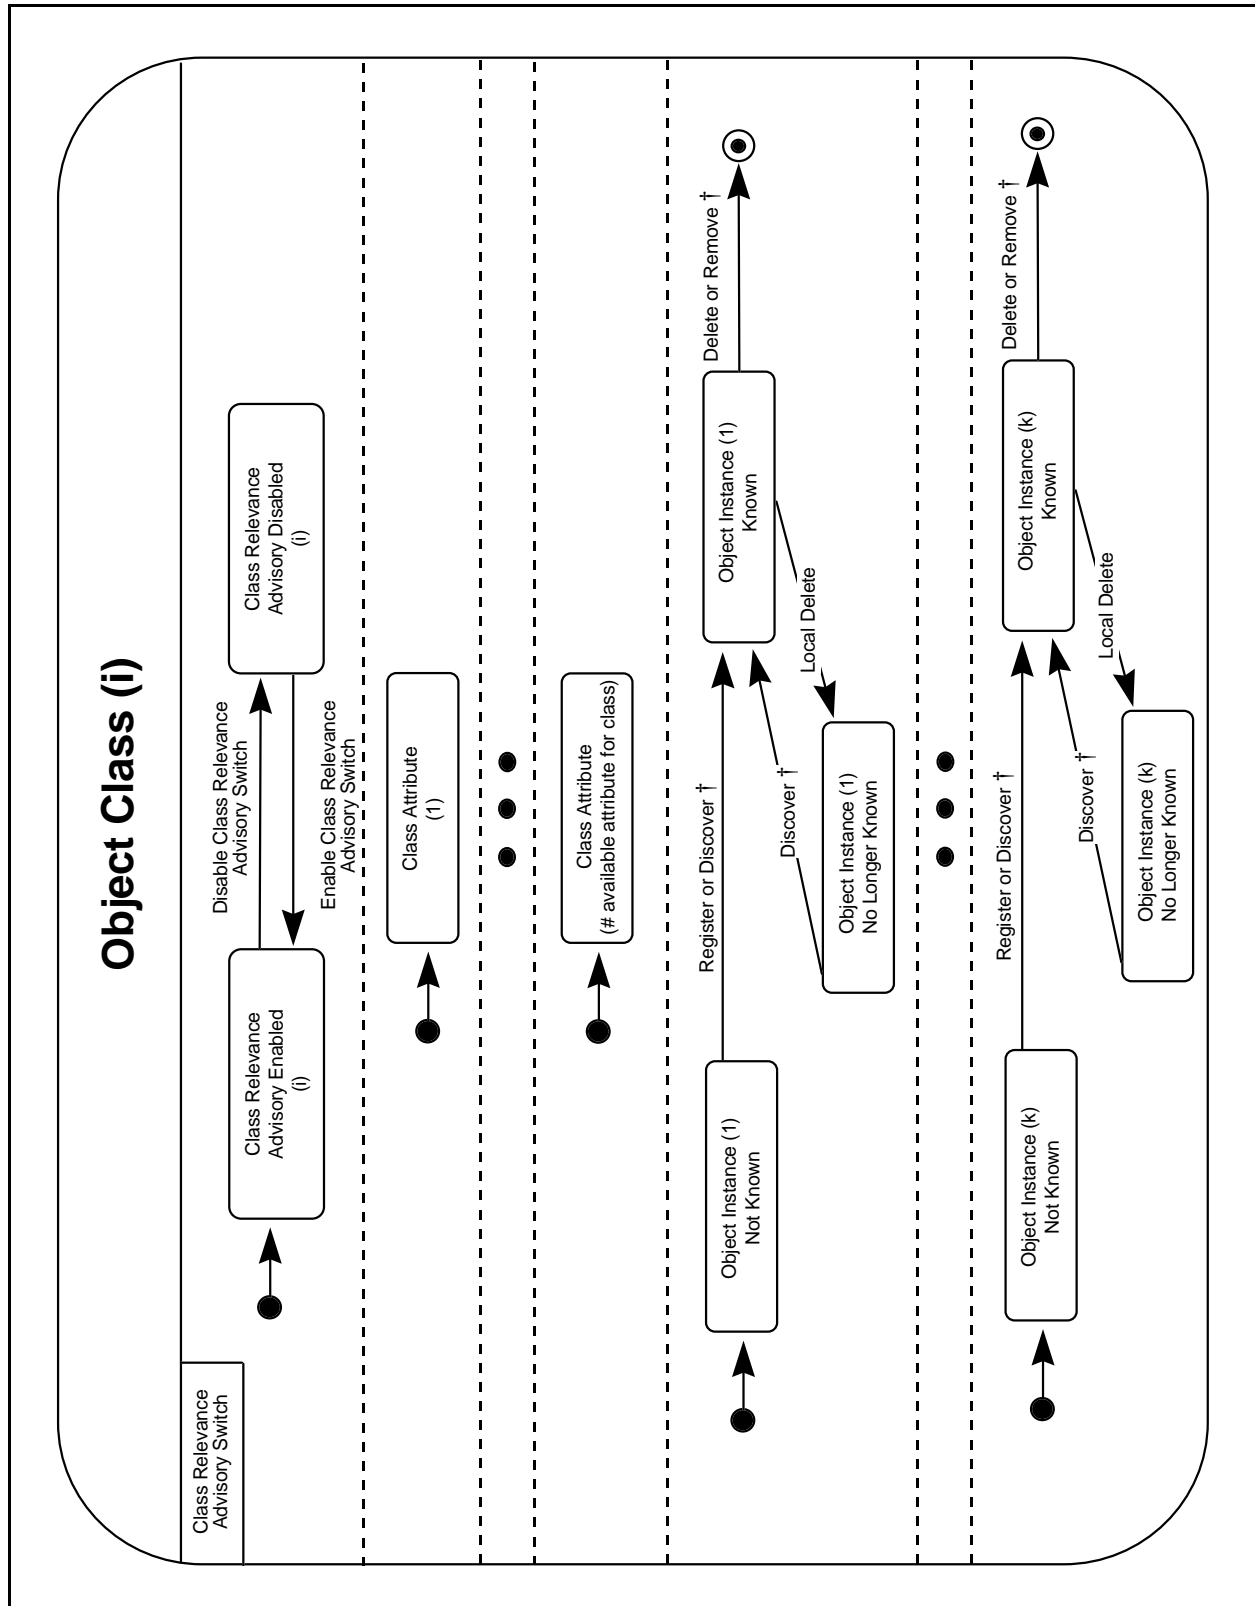 Object Class (i)
Class Relevance
Advisory Switch
Class Relevance
Advisory Enabled
(i)
Disable Class Relevance
Advisory Switch
Enable Class Relevance
Advisory Switch
Class Relevance
Advisory Disabled
(i)
Class Attribute
(1)
Class Attribute
(# available attribute for class)
Object Instance (1)
Not Known
Register or Discover †
Discover †
Object Instance (1)
No Longer Known
Local Delete
Object Instance (1)
Known
Delete or Remove †
Object Instance (k)
Not Known
Register or Discover †
Discover †
Object Instance (k)
No Longer Known
Local Delete
Object Instance (k)
Known
Delete or Remove †